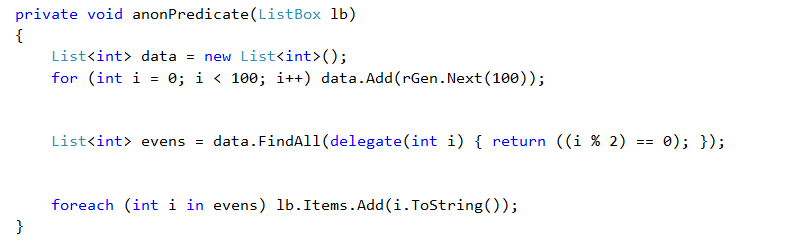 private void anonPredicate(ListBox lb)
{
    List<int> data = new List<int>();
    for (int i = 0; i < 100; i++) data.Add(rGen.Next(100));
    List<int> evens = data.FindAll(delegate(int i) { return ((i % 2) == 0); });
    foreach (int i in evens) lb.Items.Add(i.ToString());
}